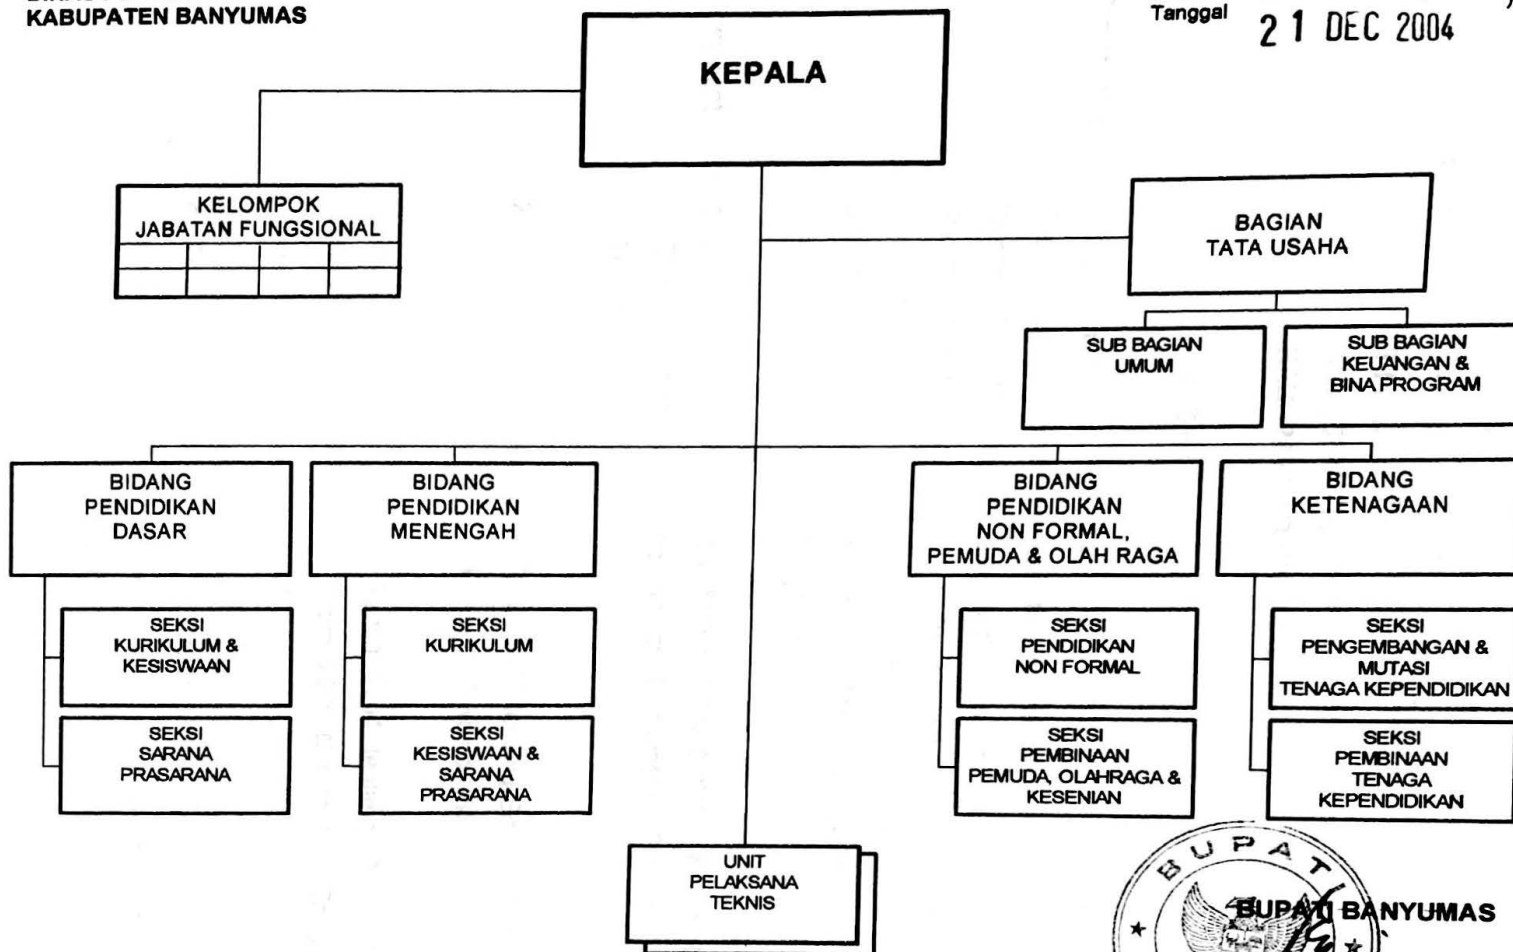 KABUPATEN BANYUMAS
Tanggal
21 DEC 2004
KEPALA
KELOMPOK
JABATAN FUNGSIONAL
BAGIAN
TATA USAHA
SUB BAGIAN
UMUM
SUB BAGIAN
KEUANGAN &
BINA PROGRAM
BIDANG
PENDIDIKAN
DASAR
BIDANG
PENDIDIKAN
MENENGAH
BIDANG
PENDIDIKAN
NON FORMAL,
PEMUDA & OLAH RAGA
BIDANG
KETENAGAAN
SEKSI
KURIKULUM &
KESISWAAN
SEKSI
KURIKULUM
SEKSI
PENDIDIKAN
NON FORMAL
SEKSI
PENGEMBANGAN &
MUTASI
TENAGA KEPENDIDIKAN
SEKSI
SARANA
PRASARANA
SEKSI
KESISWAAN &
SARANA
PRASARANA
SEKSI
PEMBINAAN
PEMUDA, OLAHRAGA &
KESENIAN
SEKSI
PEMBINAAN
TENAGA
KEPENDIDIKAN
UNIT
PELAKSANA
TEKNIS
BUPATI
BUPATI BANYUMAS